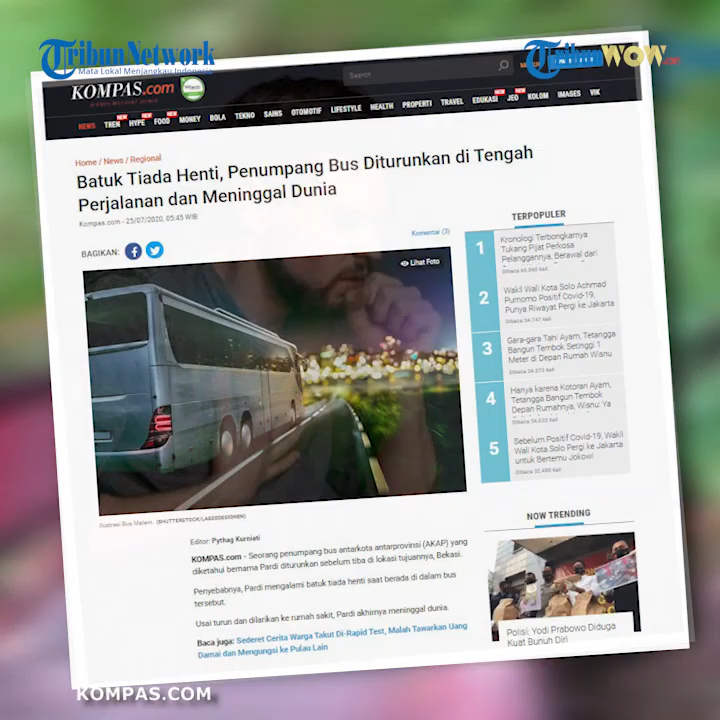 Tribun Network
Mata Lokal Menjangkau Indonesia
TribunWOW.com
KOMPAS.com
Search
NEWS TREN HYPE FOOD MONEY BOLA TEKNO SAINS OTOMOTIF LIFESTYLE HEALTH PROPERTI TRAVEL EDUKASI JEO KOLOM IMAGES VIK
NEW NEW NEW NEW NEW
Home / News / Regional
Batuk Tiada Henti, Penumpang Bus Diturunkan di Tengah
Perjalanan dan Meninggal Dunia
Kompas.com - 25/07/2020, 05:45 WIB
BAGIKAN:
Komentar (3)
Lihat Foto
Ilustrasi Bus Malam. (SHUTTERSTOCK/LASSEDESIGNEN)
Editor: Pythag Kurniati
KOMPAS.com - Seorang penumpang bus antarkota antarprovinsi (AKAP) yang
diketahui bernama Pardi diturunkan sebelum tiba di lokasi tujuannya, Bekasi.
Penyebabnya, Pardi mengalami batuk tiada henti saat berada di dalam bus
tersebut.
Usai turun dan dilarikan ke rumah sakit, Pardi akhirnya meninggal dunia.
Baca juga: Sederet Cerita Warga Takut Di-Rapid Test, Malah Tawarkan Uang
Damai dan Mengungsi ke Pulau Lain
TERPOPULER
1
Kronologi Terbongkarnya
Tukang Pijat Perkosa
Pelanggannya, Berawal dari
2
Wakil Wali Kota Solo Achmad
Purnomo Positif Covid-19,
Punya Riwayat Pergi ke Jakarta
3
Gara-gara Tahi Ayam, Tetangga
Bangun Tembok Setinggi 1
Meter di Depan Rumah Wisnu
4
Hanya karena Kotoran Ayam,
Tetangga Bangun Tembok
Depan Rumahnya, Wisnu: Ya
5
Sebelum Positif Covid-19, Wakil
Wali Kota Solo Pergi ke Jakarta
untuk Bertemu Jokowi
NOW TRENDING
Polisi: Yodi Prabowo Diduga
Kuat Bunuh Diri
KOMPAS.COM